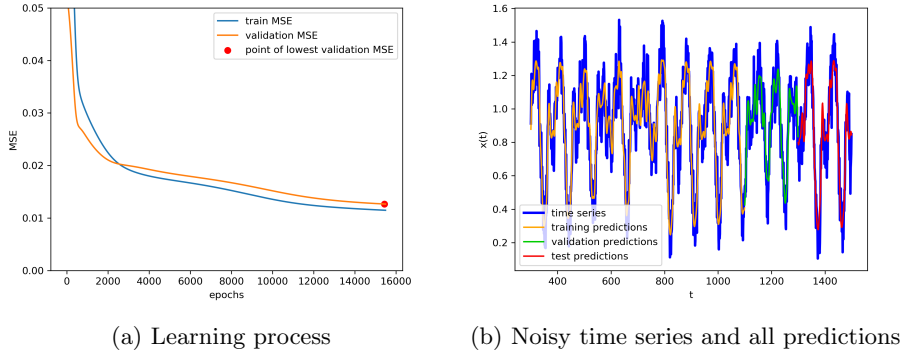 0.05
0.04
0.03
0.02
0.01
0.00
MSE
train MSE
validation MSE
point of lowest validation MSE
0 2000 4000 6000 8000 10000 12000 14000 16000
epochs
(a) Learning process
1.6
1.4
1.2
1.0
0.8
0.6
0.4
0.2
x(t)
time series
training predictions
validation predictions
test predictions
400 600 800 1000 1200 1400
t
(b) Noisy time series and all predictions